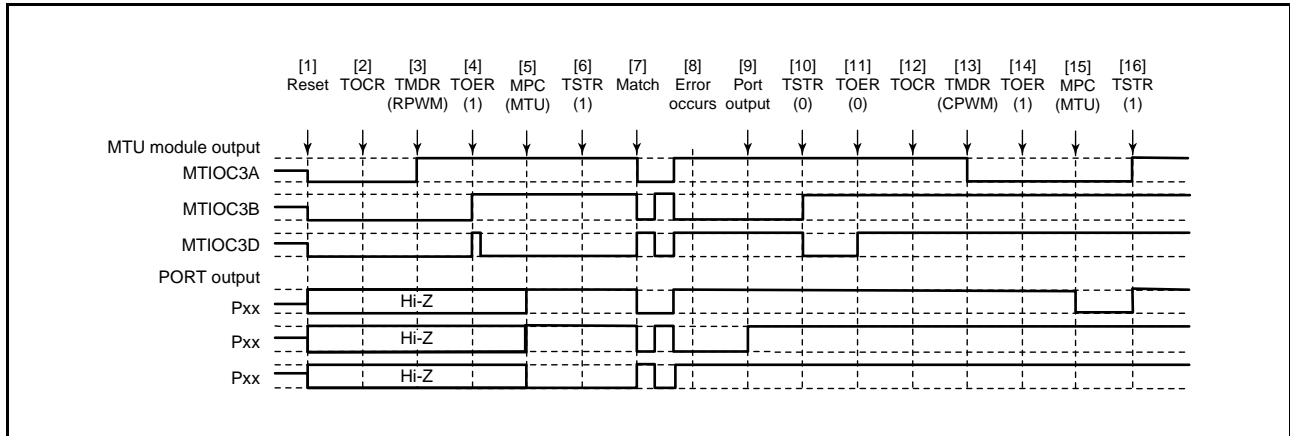 [1] [2] [3] [4] [5] [6] [7] [8] [9] [10] [11] [12] [13] [14] [15] [16]
Reset TOCR TMDR TOER MPC TSTR Match Error Port TSTR TOER TOCR TMDR TOER MPC TSTR
(RPWM) (1) (MTU) (1) occurs output (0) (0) (CPWM) (1) (MTU) (1)
MTU module output
MTIOC3A
MTIOC3B
MTIOC3D
PORT output
Pxx Hi-Z
Pxx Hi-Z
Pxx Hi-Z